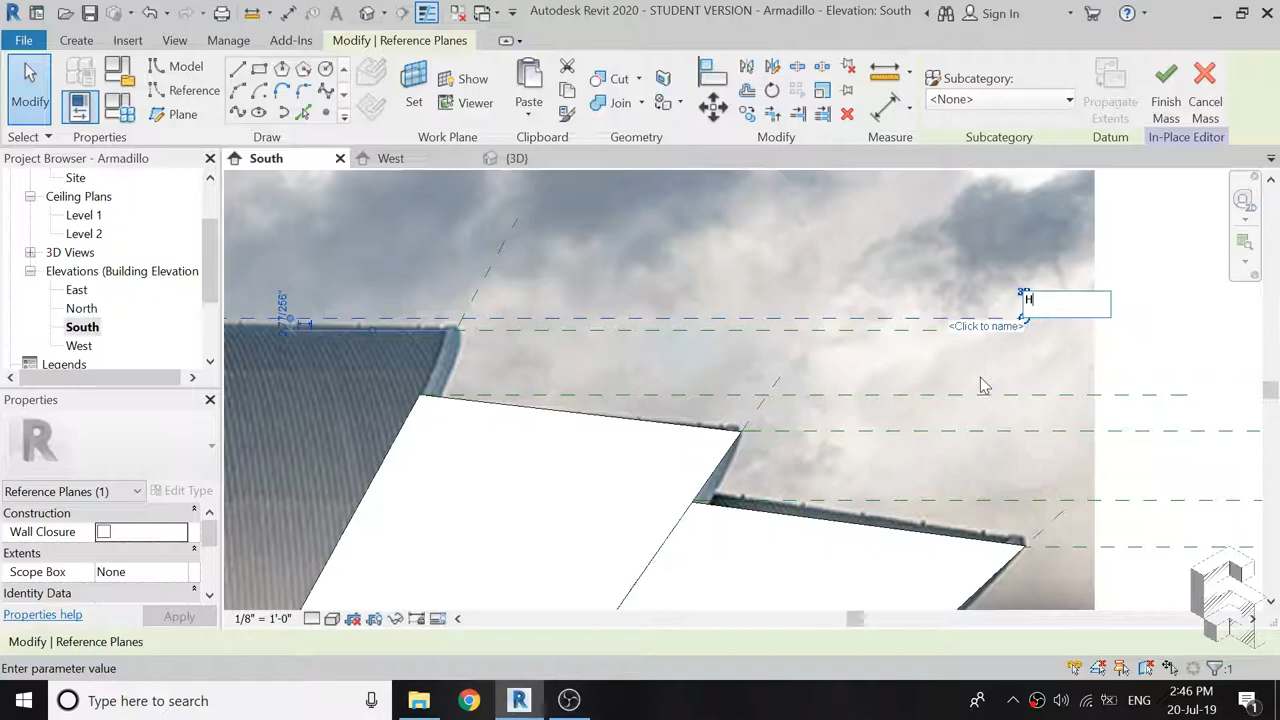 Autodesk Revit 2020 - STUDENT VERSION - Armadillo - Elevation: South
Sign In
File
Create
Insert
View
Manage
Add-Ins
Modify | Reference Planes
Modify
Model
Reference
Plane
Set
Show
Viewer
Paste
Cut
Join
Subcategory:
<None>
Propagate
Extents
Finish
Mass
Cancel
Mass
Select
Properties
Draw
Work Plane
Clipboard
Geometry
Modify
Measure
Subcategory
Datum
In-Place Editor
Project Browser - Armadillo
South
West
{3D}
Site
Ceiling Plans
Level 1
Level 2
3D Views
Elevations (Building Elevation
East
North
South
West
Legends
H
<Click to name>
Properties
R
Reference Planes (1)
Edit Type
Construction
Wall Closure
Extents
Scope Box
None
Identity Data
Properties help
Apply
1/8" = 1'-0"
Modify | Reference Planes
Enter parameter value
Type here to search
ENG
2:46 PM
20-Jul-19